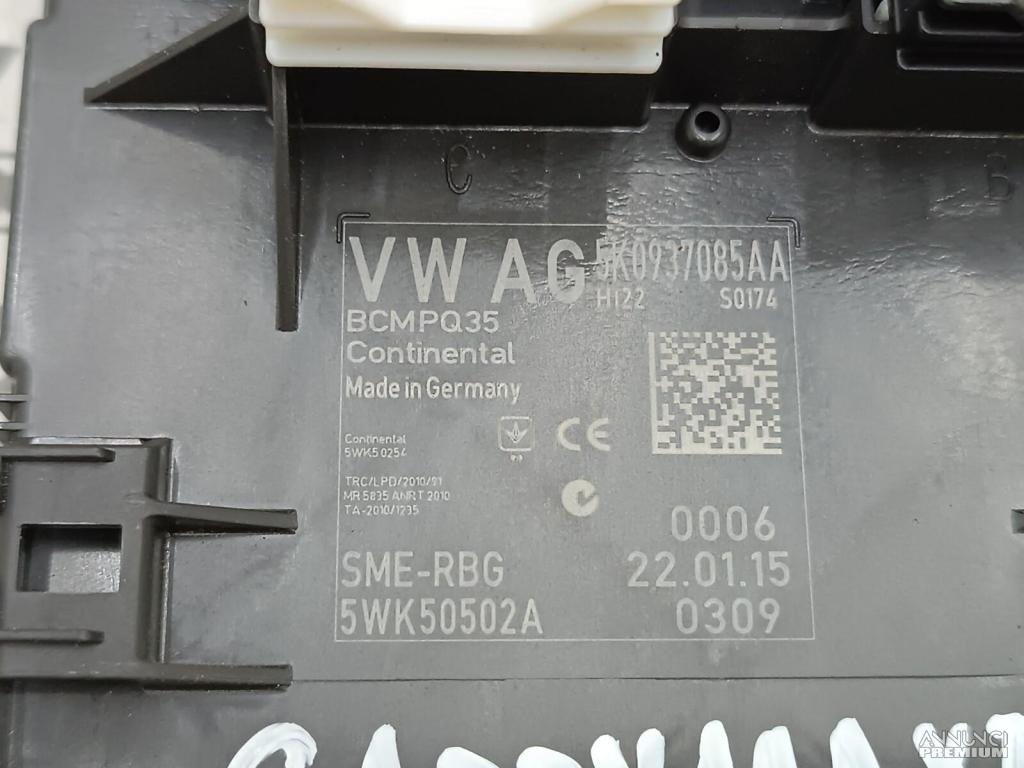 C
B
VW AG 5K0937085AA
H122 S0174
BCMPQ35
Continental
Made in Germany
Continental
5WK50254
CE
TRC/LPD/2010/91
MR 5835 ANRT 2010
TA-2010/1235
0006
SME-RBG 22.01.15
5WK50502A 0309
ANNUNCI
PREMIUM